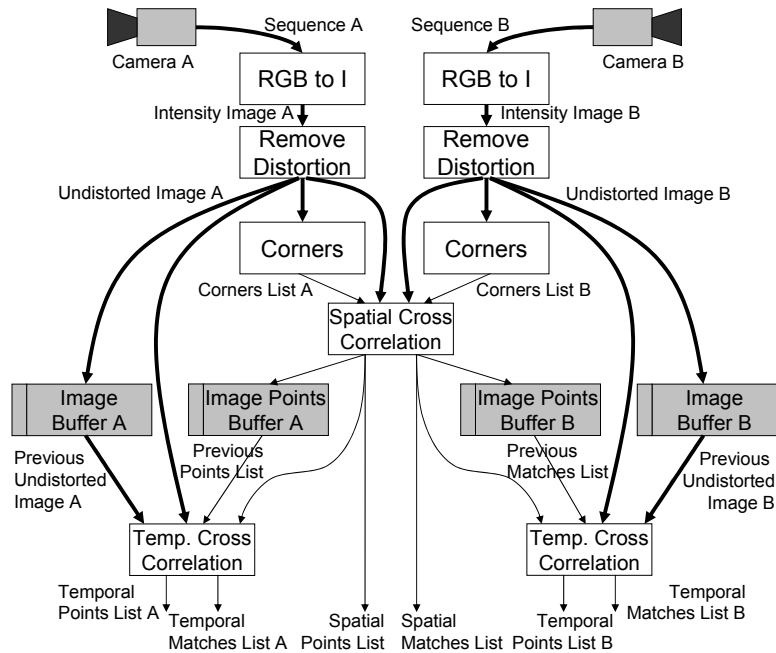 Sequence A
Sequence B
Camera A
Camera B
RGB to I
RGB to I
Intensity Image A
Intensity Image B
Remove
Distortion
Remove
Distortion
Undistorted Image A
Undistorted Image B
Corners
Corners
Corners List A
Corners List B
Spatial Cross
Correlation
Image
Buffer A
Image Points
Buffer A
Image Points
Buffer B
Image
Buffer B
Previous
Undistorted
Image A
Previous
Points List
Previous
Matches List
Previous
Undistorted
Image B
Temp. Cross
Correlation
Temp. Cross
Correlation
Temporal
Points List A
Temporal
Matches List A
Spatial
Points List
Spatial
Matches List
Temporal
Points List B
Temporal
Matches List B